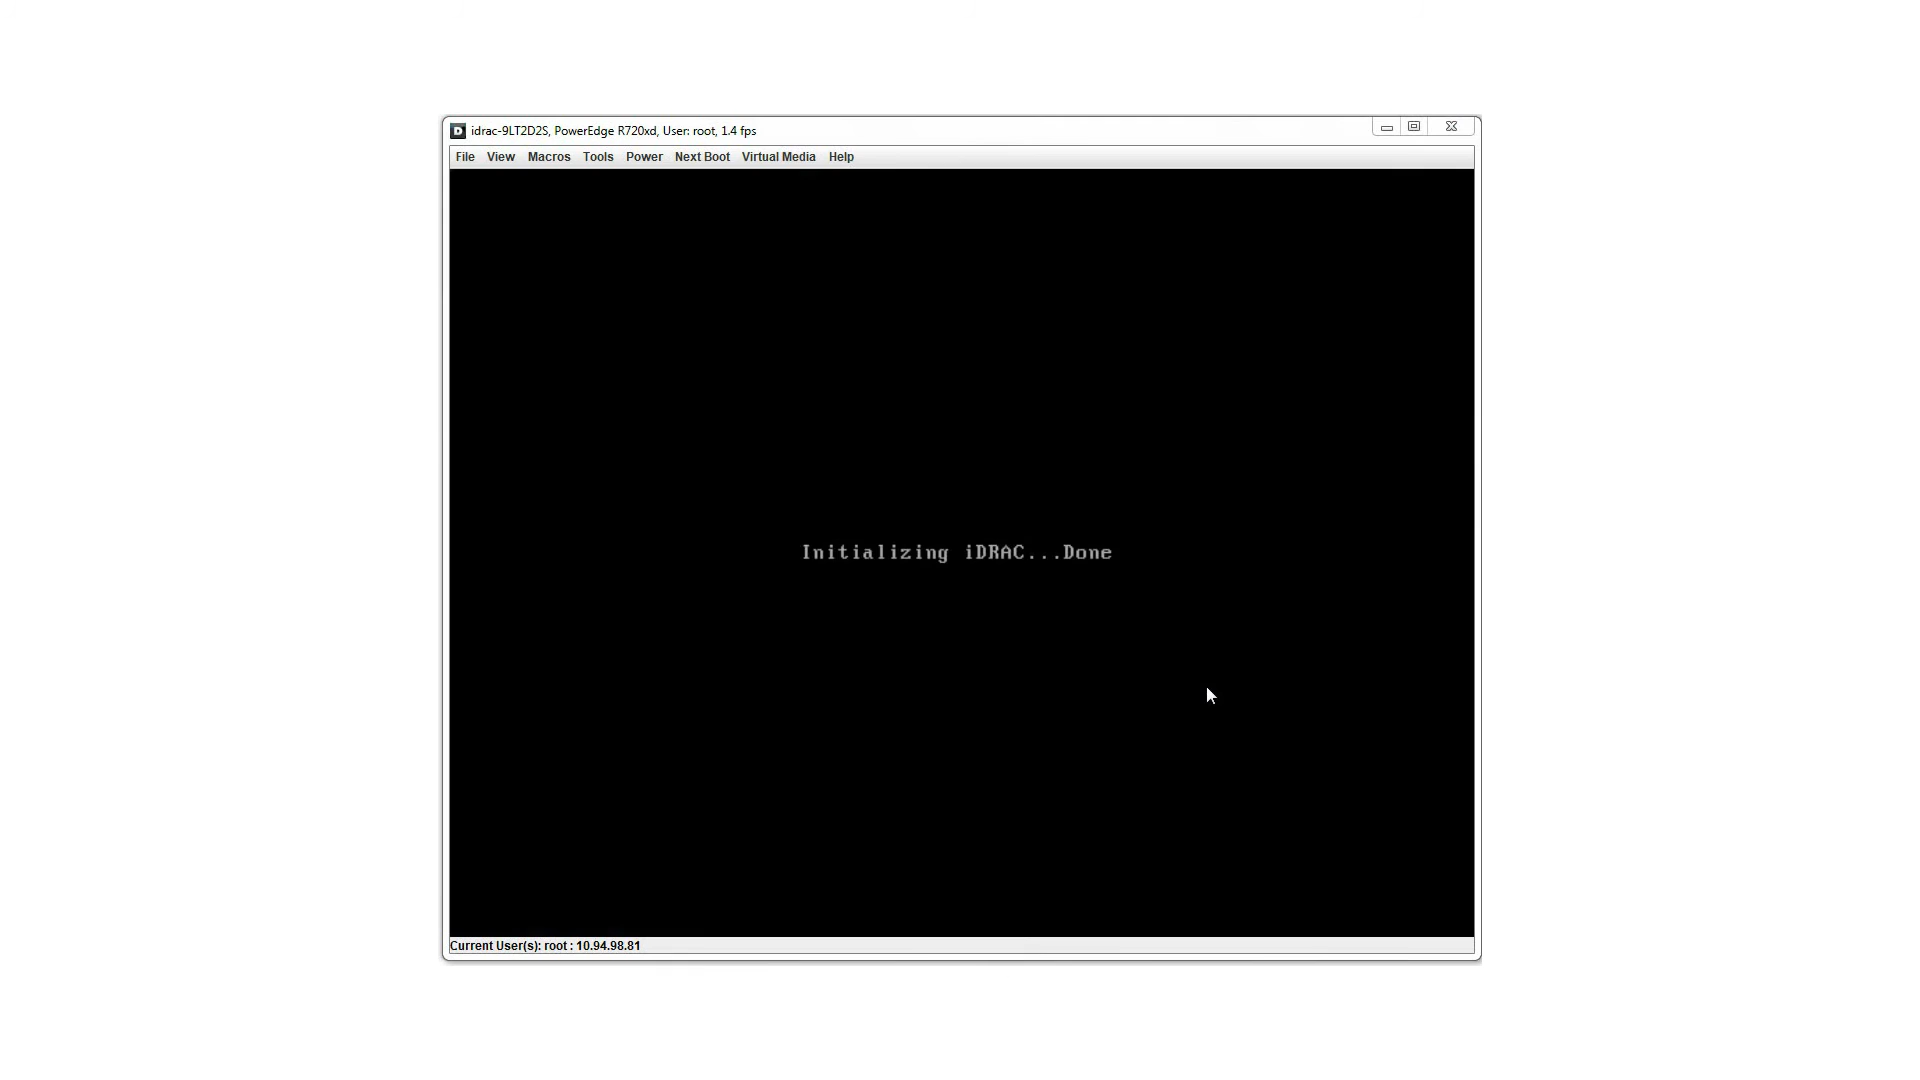 idrac-9LT2D2S, PowerEdge R720xd, User: root, 1.4 fps
File View Macros Tools Power Next Boot Virtual Media Help
Initializing iDRAC...Done
Current User(s): root : 10.94.98.81